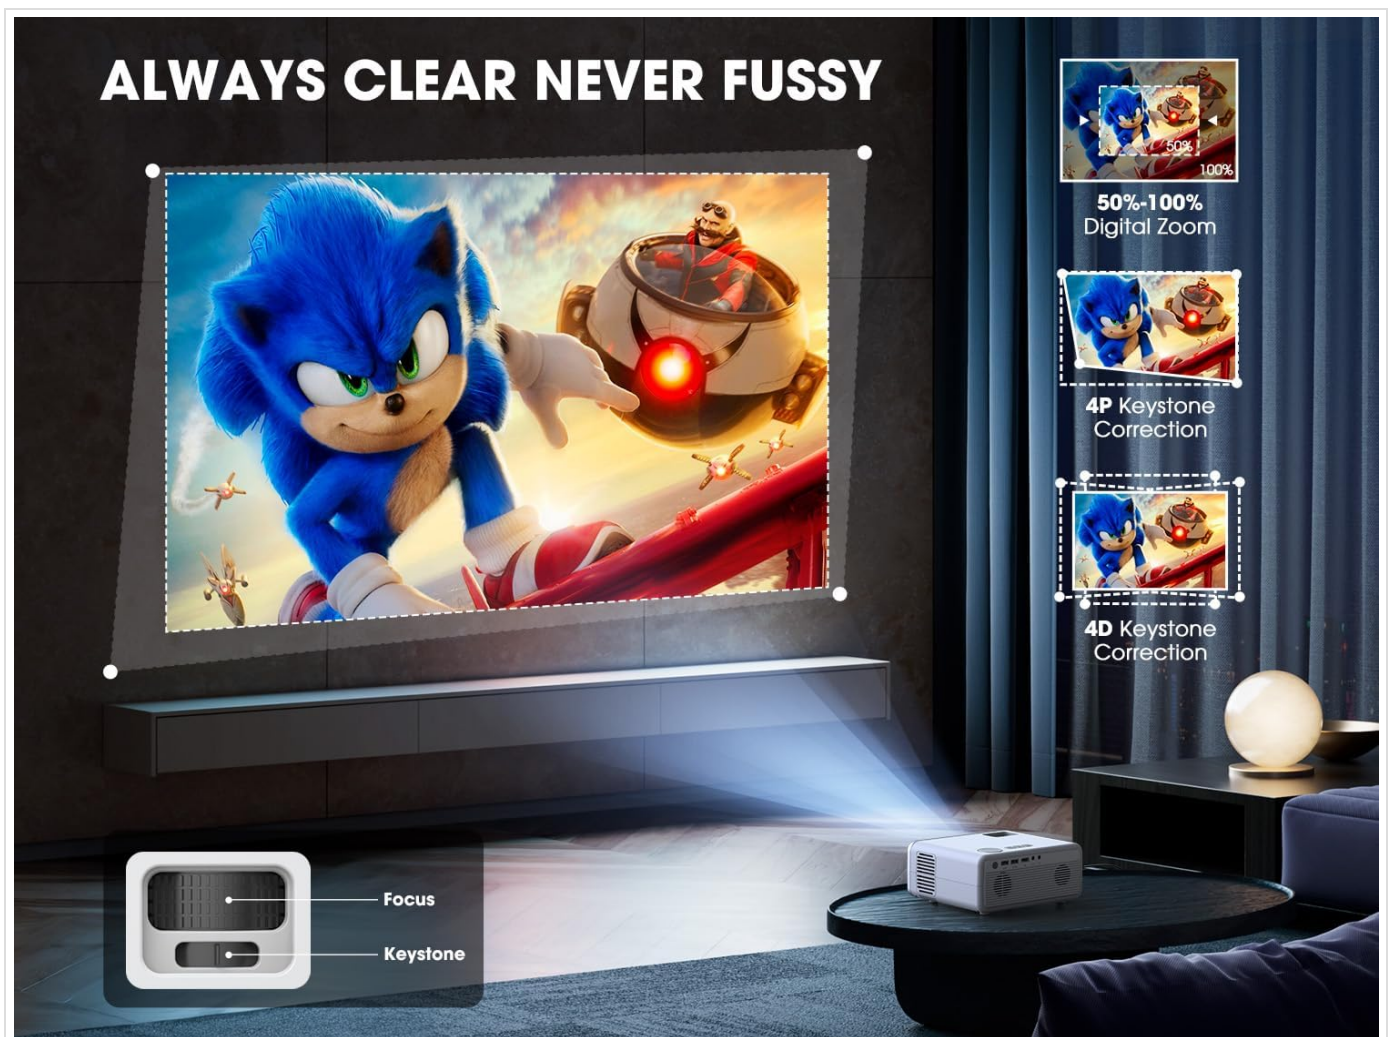 ALWAYS CLEAR NEVER FUSSY
50%
100%
50%-100%
Digital Zoom
4P Keystone
Correction
4D Keystone
Correction
Focus
Keystone